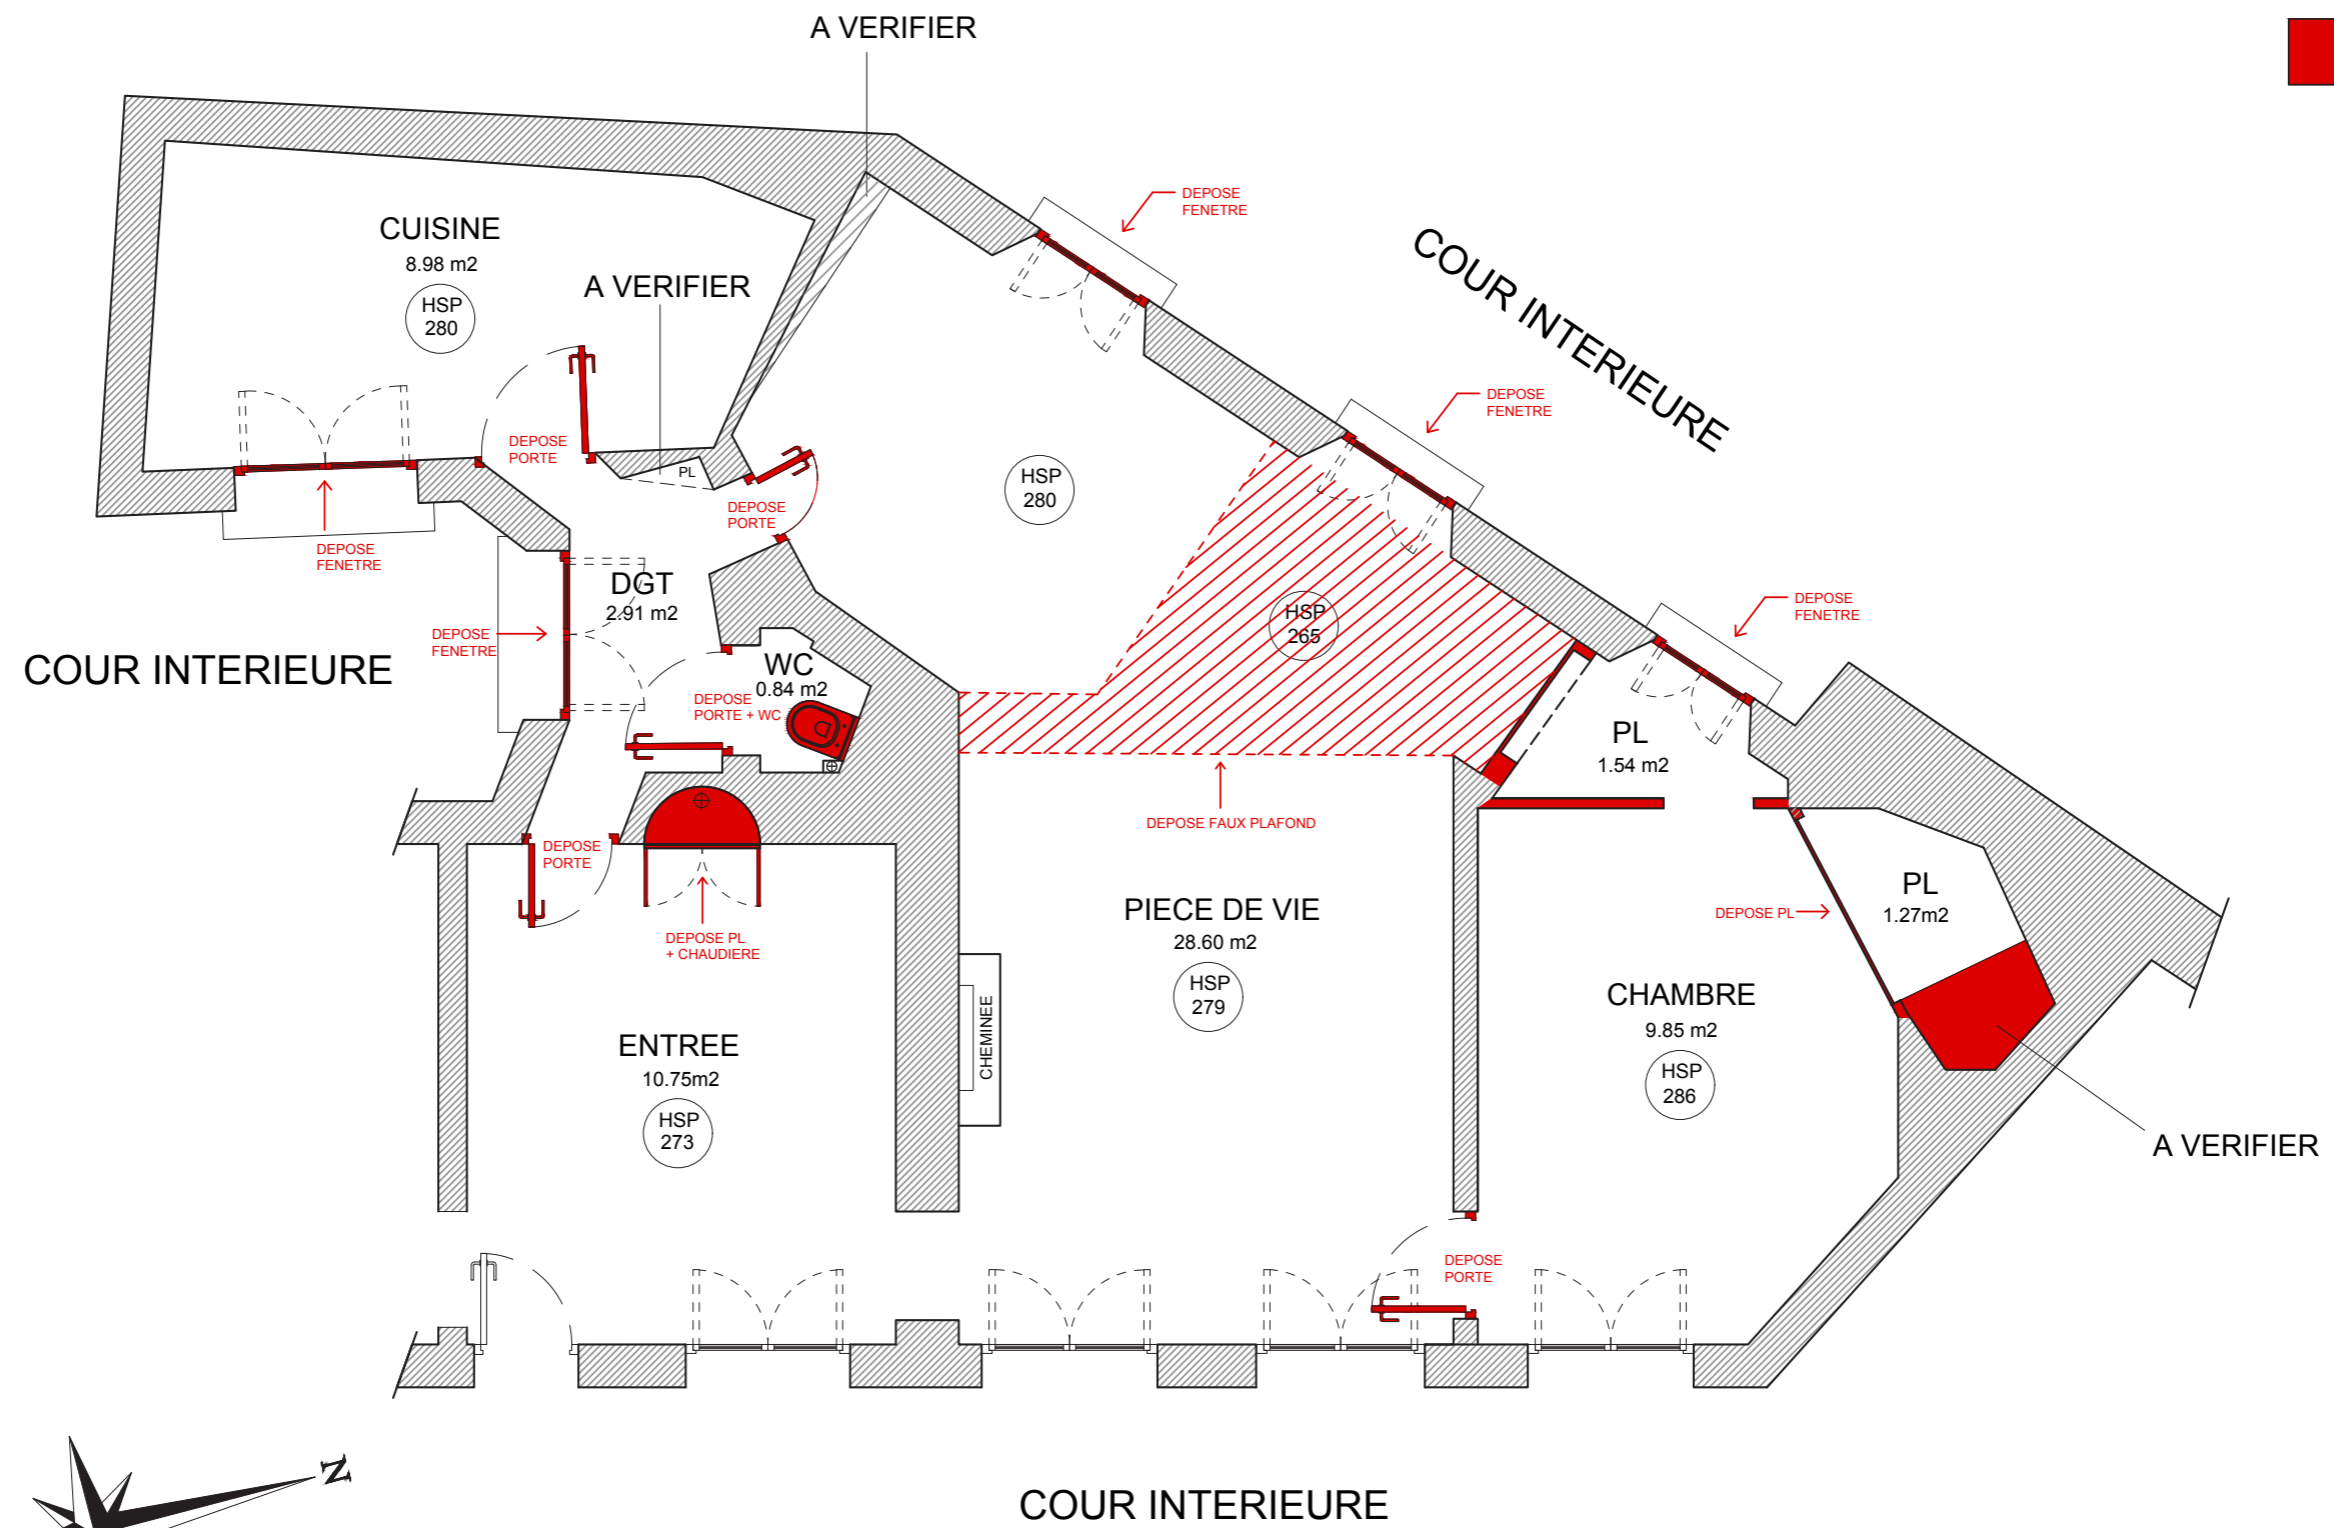 A VERIFIER
DEPOSE
FENETRE
CUISINE
8.98 m2
HSP
280
A VERIFIER
COUR INTERIEURE
DEPOSE
FENETRE
DEPOSE
PORTE
PL
HSP
280
DEPOSE
PORTE
DEPOSE
FENETRE
DGT
2.91 m2
HSP
265
DEPOSE
FENETRE
DEPOSE
FENETRE
COUR INTERIEURE
WC
0.84 m2
DEPOSE
PORTE + WC
PL
1.54 m2
DEPOSE FAUX PLAFOND
DEPOSE
PORTE
PL
1.27m2
DEPOSE PL
PIECE DE VIE
28.60 m2
HSP
279
DEPOSE PL
+ CHAUDIERE
CHEMINEE
CHAMBRE
9.85 m2
HSP
286
ENTREE
10.75m2
HSP
273
A VERIFIER
DEPOSE
PORTE
N
COUR INTERIEURE